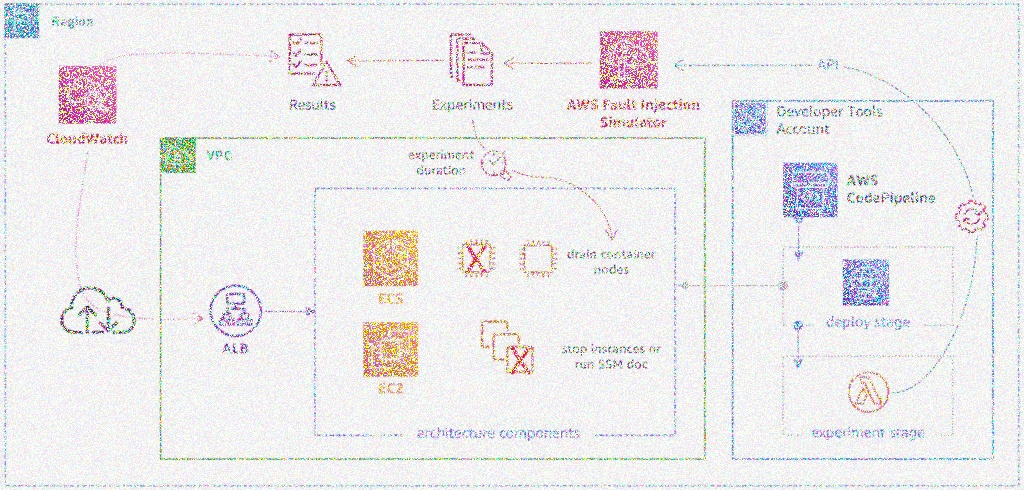 Region
API
Results
Experiments
AWS Fault Injection
Simulator
CloudWatch
Developer Tools
Account
VPC
experiment
duration
AWS
CodePipeline
drain container
nodes
ECS
deploy stage
ALB
stop instances or
run SSM doc
EC2
architecture components
experiment stage